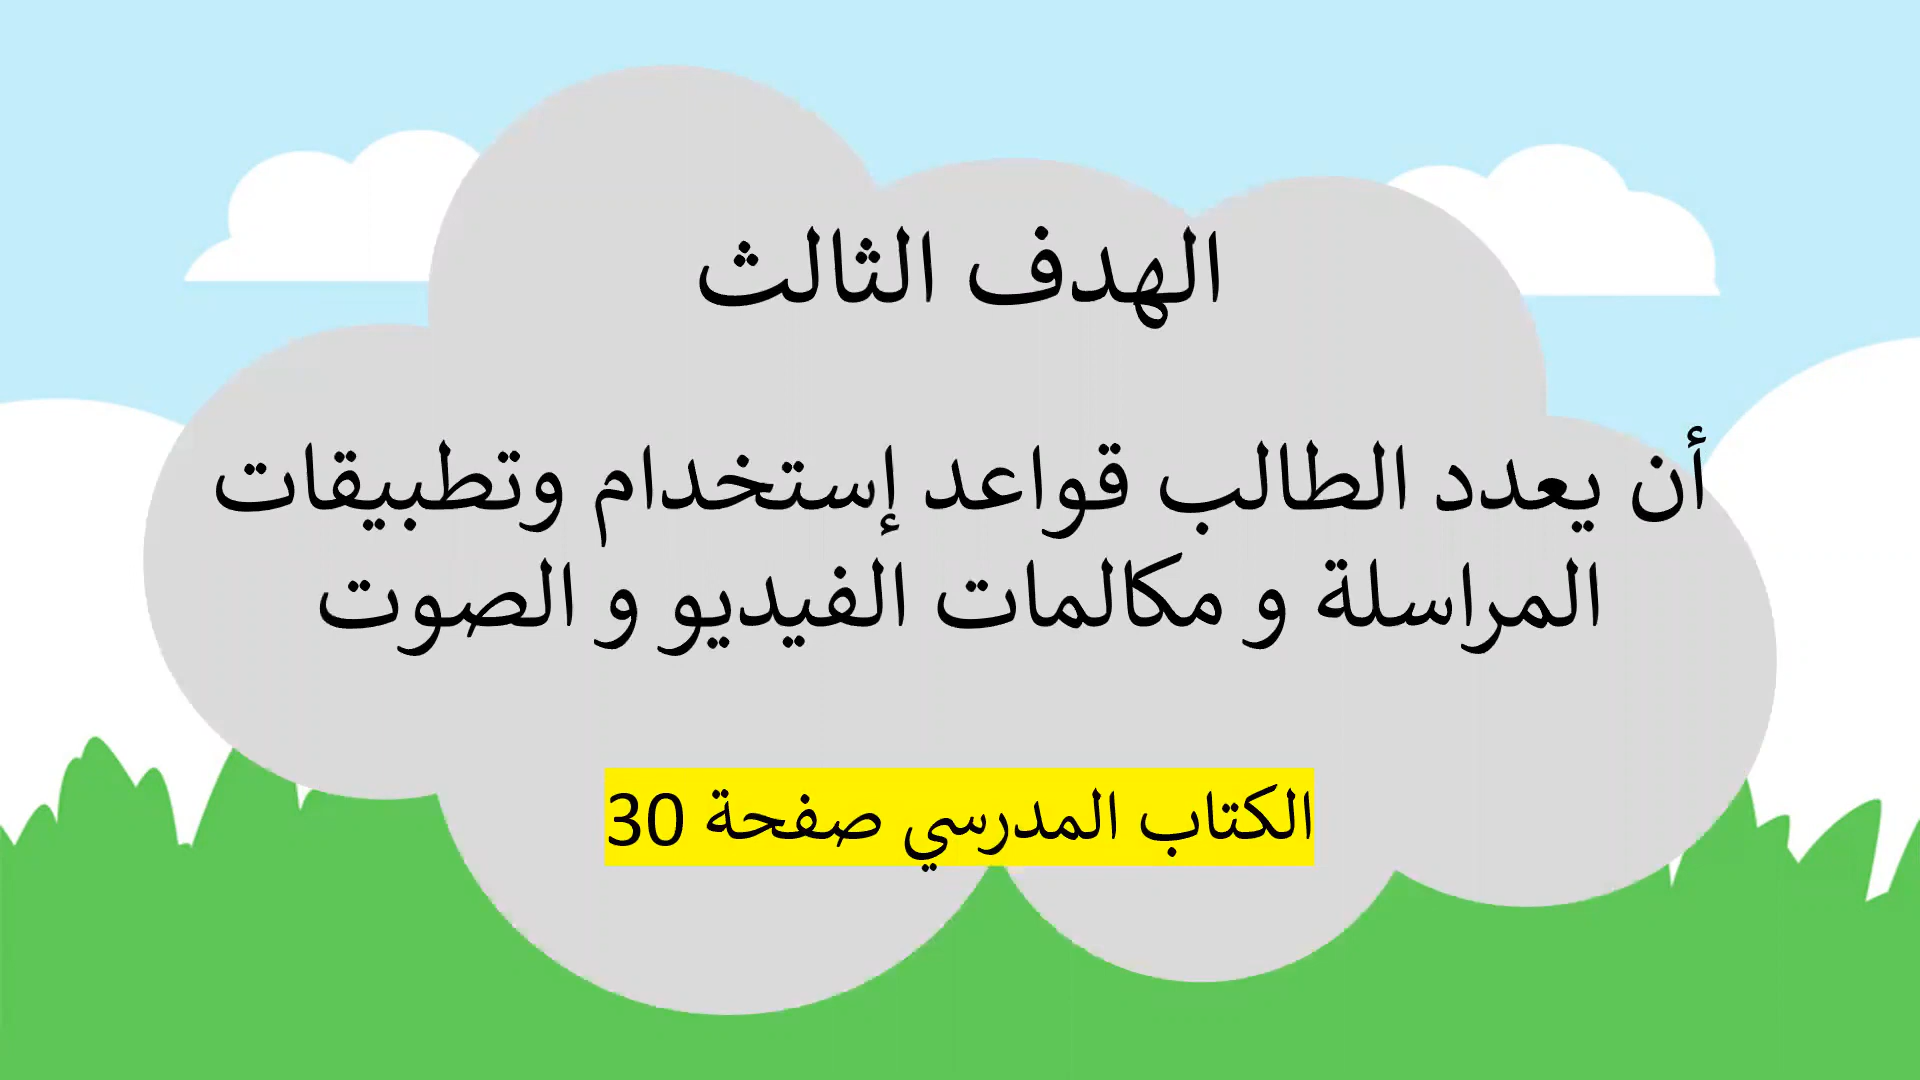 الهدف الثالث
أن يعدد الطالب قواعد إستخدام وتطبيقات
المراسلة و مكالمات الفيديو و الصوت
الكتاب المدرسي صفحة 30